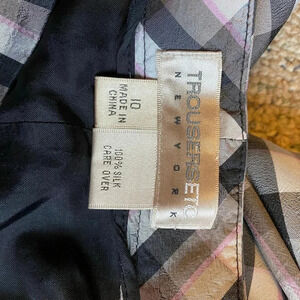 TROUSERSETC
NEW YORK
10
MADE IN
CHINA
100% SILK
CARE OVER